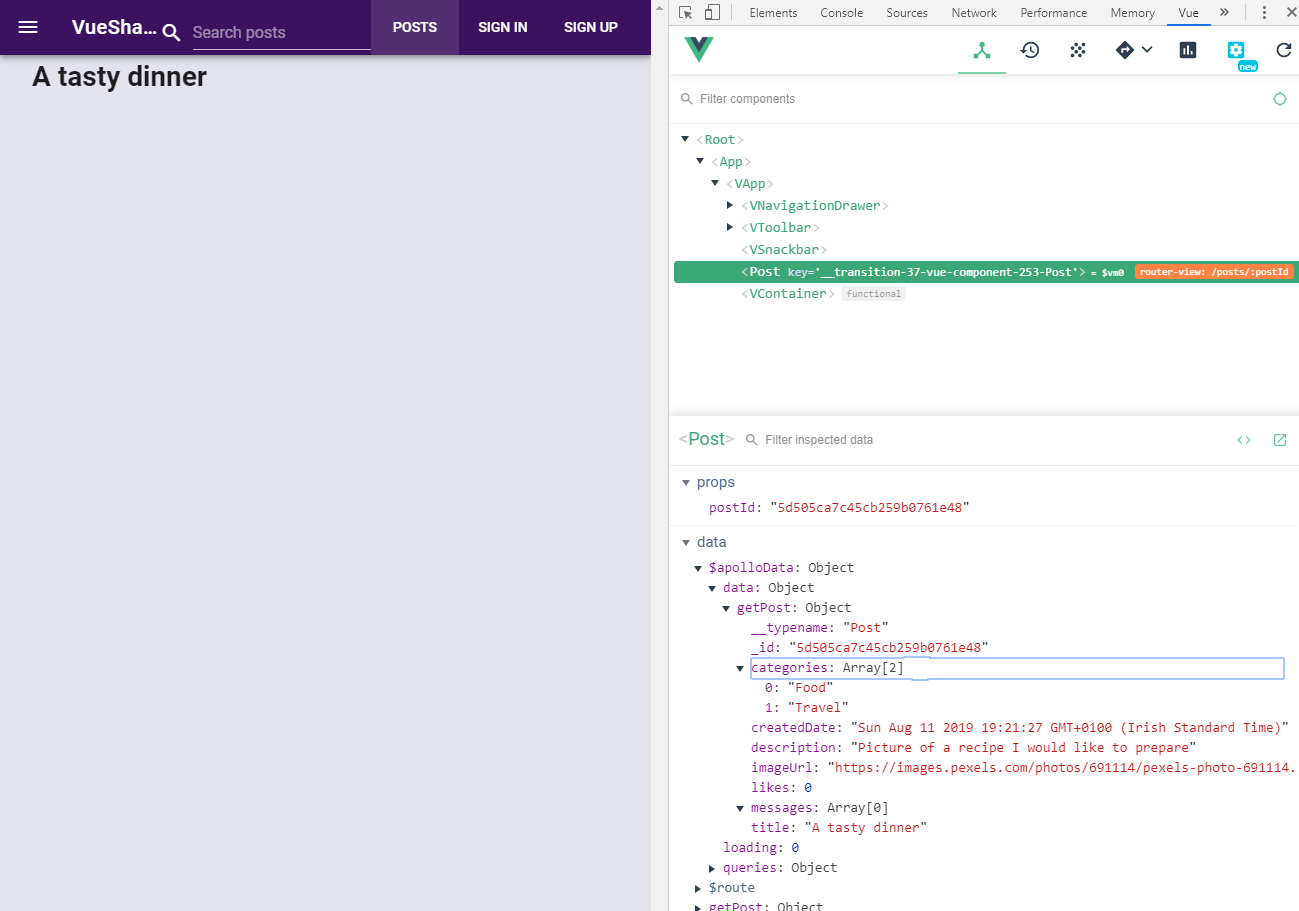 VueSha... Search posts POSTS SIGN IN SIGN UP
A tasty dinner
Elements Console Sources Network Performance Memory Vue »
new
Filter components
<Root>
<App>
<VApp>
<VNavigationDrawer>
<VToolbar>
<VSnackbar>
<Post key='__transition-37-vue-component-253-Post'> = $vm0 router-view: /posts/:postId
<VContainer> functional
<Post> Filter inspected data <>
props
postId: "5d505ca7c45cb259b0761e48"
data
$apolloData: Object
data: Object
getPost: Object
__typename: "Post"
_id: "5d505ca7c45cb259b0761e48"
categories: Array[2]
0: "Food"
1: "Travel"
createdDate: "Sun Aug 11 2019 19:21:27 GMT+0100 (Irish Standard Time)"
description: "Picture of a recipe I would like to prepare"
imageUrl: "https://images.pexels.com/photos/691114/pexels-photo-691114.
likes: 0
messages: Array[0]
title: "A tasty dinner"
loading: 0
queries: Object
$route
getPost: Object